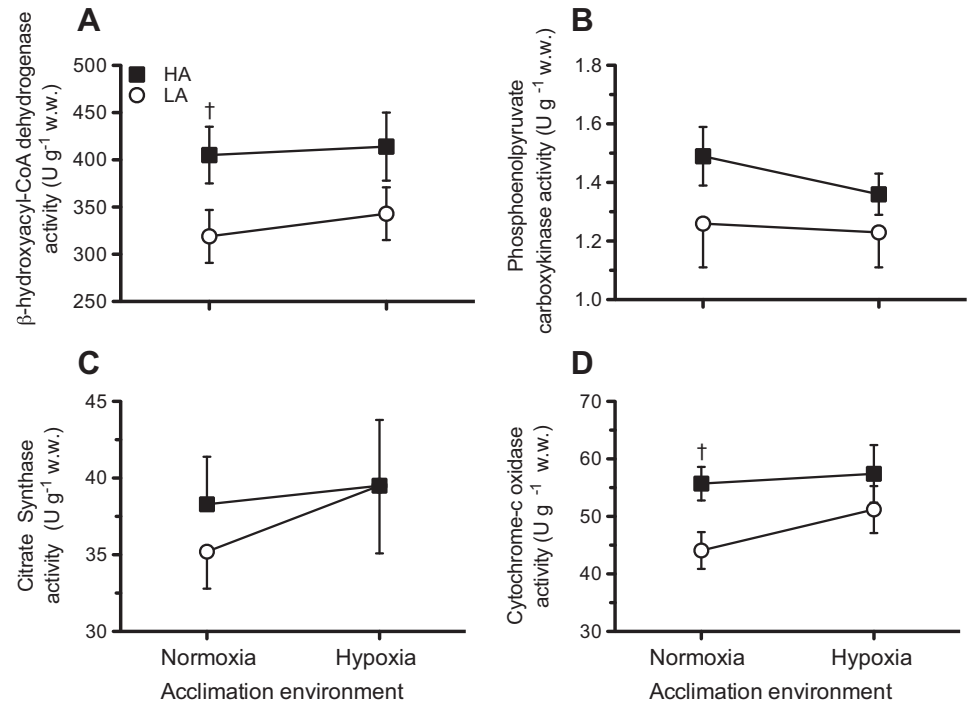 A
β-hydroxyacyl-CoA dehydrogenase
activity (U g-1 w.w.)
500
450
400
350
300
250
HA
LA
†
B
Phosphoenolpyruvate
carboxykinase activity (U g -1 w.w.)
1.8
1.6
1.4
1.2
1.0
C
Citrate Synthase
activity (U g-1 w.w.)
45
40
35
30
Normoxia
Hypoxia
Acclimation environment
D
Cytochrome-c oxidase
activity (U g -1 w.w.)
70
60
50
40
30
†
Normoxia
Hypoxia
Acclimation environment